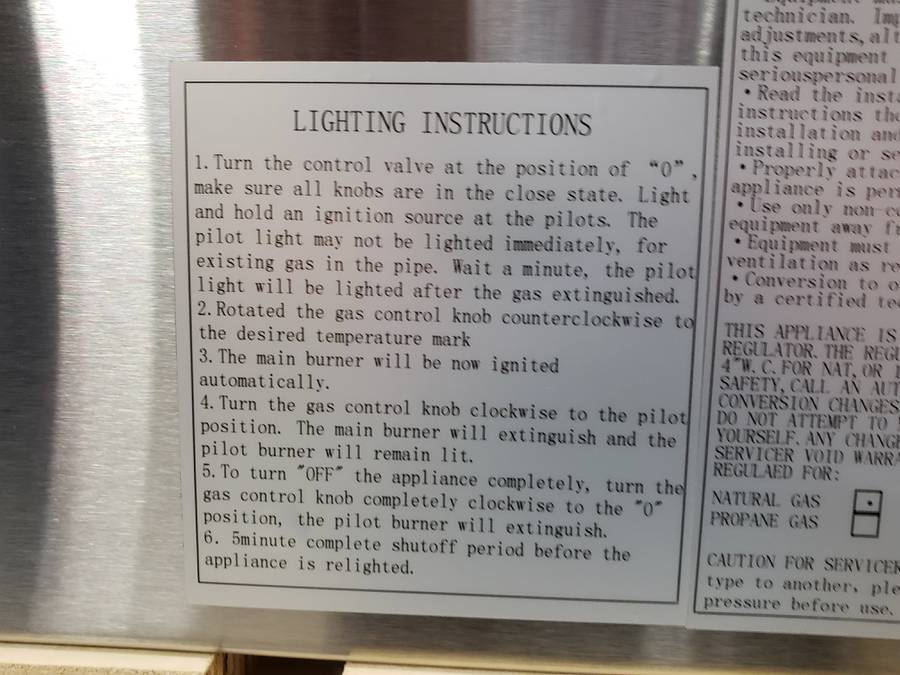 LIGHTING INSTRUCTIONS
1. Turn the control valve at the position of “0”,
make sure all knobs are in the close state. Light
and hold an ignition source at the pilots. The
pilot light may not be lighted immediately, for
existing gas in the pipe. Wait a minute, the pilot
light will be lighted after the gas extinguished.
2. Rotated the gas control knob counterclockwise to
the desired temperature mark
3. The main burner will be now ignited
automatically.
4. Turn the gas control knob clockwise to the pilot
position. The main burner will extinguish and the
pilot burner will remain lit.
5. To turn "OFF" the appliance completely, turn the
gas control knob completely clockwise to the "0"
position, the pilot burner will extinguish.
6. 5minute complete shutoff period before the
appliance is relighted.
technician.
adjustments,
this equipment
seriouspersonal
• Read the
instructions
installation
installing or
• Properly
appliance is
• Use only
equipment away
• Equipment must
ventilation as
• Conversion to
by a certified
THIS APPLIANCE IS
REGULATOR. THE
4"W. C. FOR NAT, OR
SAFETY, CALL AN
CONVERSION CHANGES
DO NOT ATTEMPT TO
YOURSELF. ANY
SERVICER VOID
REGULAED FOR:
NATURAL GAS
PROPANE GAS
CAUTION FOR SERVICER
type to another,
pressure before use.